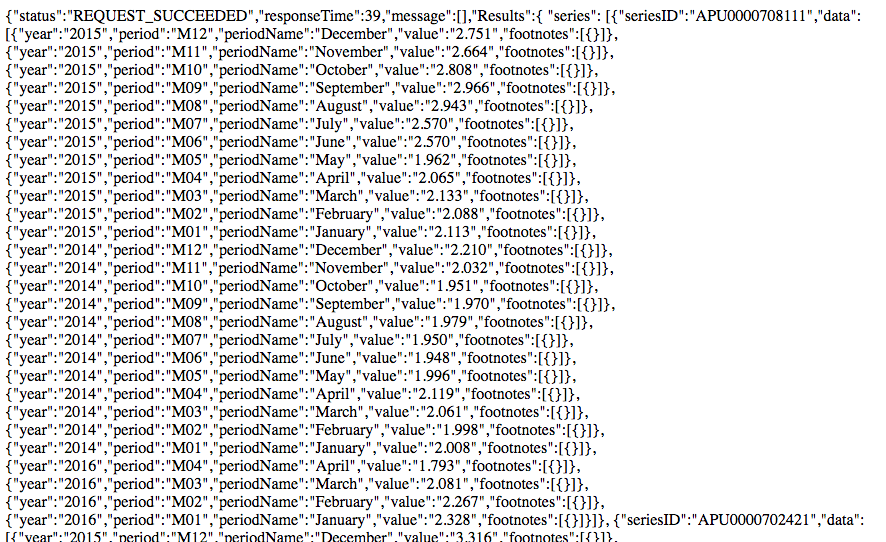 {"status":"REQUEST_SUCCEEDED","responseTime":39,"message":[],"Results":{ "series": [{"seriesID":"APU0000708111","data":
[{"year":"2015","period":"M12","periodName":"December","value":"2.751","footnotes":[{}]},
{"year":"2015","period":"M11","periodName":"November","value":"2.664","footnotes":[{}]},
{"year":"2015","period":"M10","periodName":"October","value":"2.808","footnotes":[{}]},
{"year":"2015","period":"M09","periodName":"September","value":"2.966","footnotes":[{}]},
{"year":"2015","period":"M08","periodName":"August","value":"2.943","footnotes":[{}]},
{"year":"2015","period":"M07","periodName":"July","value":"2.570","footnotes":[{}]},
{"year":"2015","period":"M06","periodName":"June","value":"2.570","footnotes":[{}]},
{"year":"2015","period":"M05","periodName":"May","value":"1.962","footnotes":[{}]},
{"year":"2015","period":"M04","periodName":"April","value":"2.065","footnotes":[{}]},
{"year":"2015","period":"M03","periodName":"March","value":"2.133","footnotes":[{}]},
{"year":"2015","period":"M02","periodName":"February","value":"2.088","footnotes":[{}]},
{"year":"2015","period":"M01","periodName":"January","value":"2.113","footnotes":[{}]},
{"year":"2014","period":"M12","periodName":"December","value":"2.210","footnotes":[{}]},
{"year":"2014","period":"M11","periodName":"November","value":"2.032","footnotes":[{}]},
{"year":"2014","period":"M10","periodName":"October","value":"1.951","footnotes":[{}]},
{"year":"2014","period":"M09","periodName":"September","value":"1.970","footnotes":[{}]},
{"year":"2014","period":"M08","periodName":"August","value":"1.979","footnotes":[{}]},
{"year":"2014","period":"M07","periodName":"July","value":"1.950","footnotes":[{}]},
{"year":"2014","period":"M06","periodName":"June","value":"1.948","footnotes":[{}]},
{"year":"2014","period":"M05","periodName":"May","value":"1.996","footnotes":[{}]},
{"year":"2014","period":"M04","periodName":"April","value":"2.119","footnotes":[{}]},
{"year":"2014","period":"M03","periodName":"March","value":"2.061","footnotes":[{}]},
{"year":"2014","period":"M02","periodName":"February","value":"1.998","footnotes":[{}]},
{"year":"2014","period":"M01","periodName":"January","value":"2.008","footnotes":[{}]},
{"year":"2016","period":"M04","periodName":"April","value":"1.793","footnotes":[{}]},
{"year":"2016","period":"M03","periodName":"March","value":"2.081","footnotes":[{}]},
{"year":"2016","period":"M02","periodName":"February","value":"2.267","footnotes":[{}]},
{"year":"2016","period":"M01","periodName":"January","value":"2.328","footnotes":[{}]}]}, {"seriesID":"APU0000702421","data":
[{"year":"2015","period":"M12","periodName":"December","value":"3.316","footnotes":[{}]},